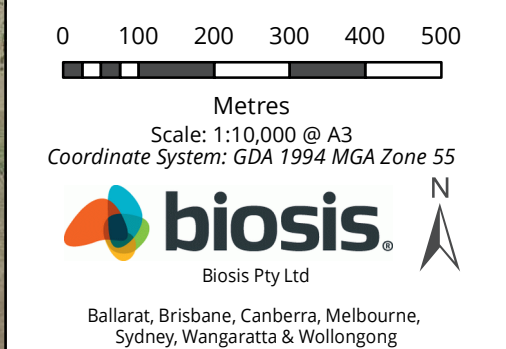 0 100 200 300 400 500
Metres
Scale: 1:10,000 @ A3
Coordinate System: GDA 1994 MGA Zone 55
N
biosis.®
Biosis Pty Ltd
Ballarat, Brisbane, Canberra, Melbourne,
Sydney, Wangaratta & Wollongong